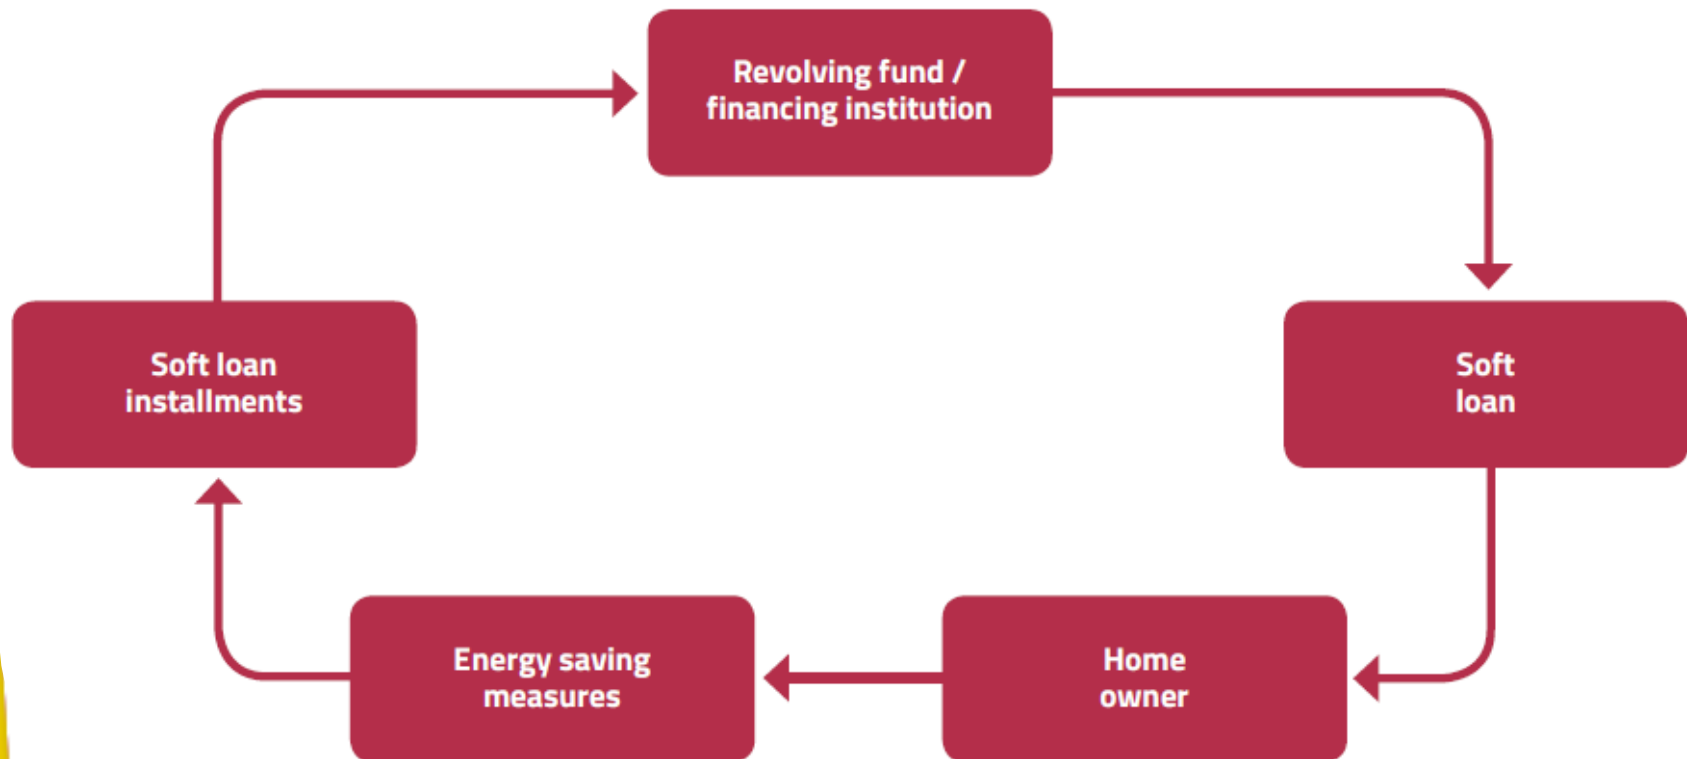 Revolving fund /
financing institution
Soft loan
installments
Soft
loan
Energy saving
measures
Home
owner